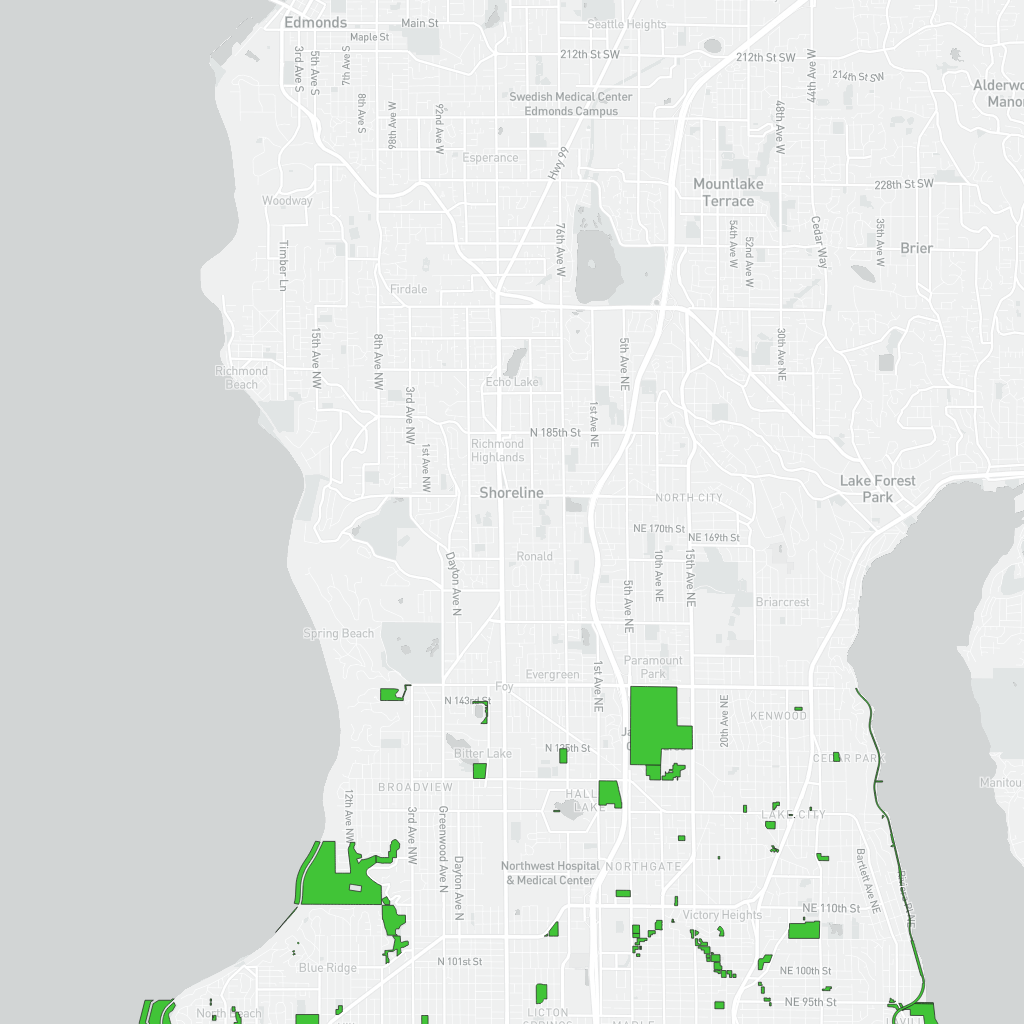 Edmonds
Main St
Maple St
Seattle Heights
212th St SW
212th St SW
214th St SW
3rd Ave S
5th Ave S
7th Ave S
8th Ave S
98th Ave W
92nd Ave W
44th Ave W
48th Ave W
Swedish Medical Center
Edmonds Campus
Esperance
Hwy 99
Mountlake
Terrace
228th St SW
Woodway
Timber Ln
76th Ave W
54th Ave W
52nd Ave W
Cedar Way
35th Ave W
Brier
Firdale
15th Ave NW
8th Ave NW
5th Ave NE
30th Ave NE
Richmond
Beach
Echo Lake
3rd Ave NW
1st Ave NE
N 185th St
Richmond
Highlands
1st Ave NW
Shoreline
NORTH CITY
Lake Forest
Park
NE 170th St
NE 169th St
Ronald
Dayton Ave N
10th Ave NE
15th Ave NE
5th Ave NE
Briarcrest
Spring Beach
Evergreen
Paramount
Park
1st Ave NE
Foy
N 143rd St
20th Ave NE
KENWOOD
Bitter Lake
N 135th St
CEDAR PARK
Manitou
BROADVIEW
12th Ave NW
3rd Ave NW
Greenwood Ave N
Dayton Ave N
LAKE CITY
Northwest Hospital
& Medical Center
NORTHGATE
Bartlett Ave NE
NE 110th St
Victory Heights
N 101st St
Blue Ridge
NE 100th St
NE 95th St
North Beach
LICTON